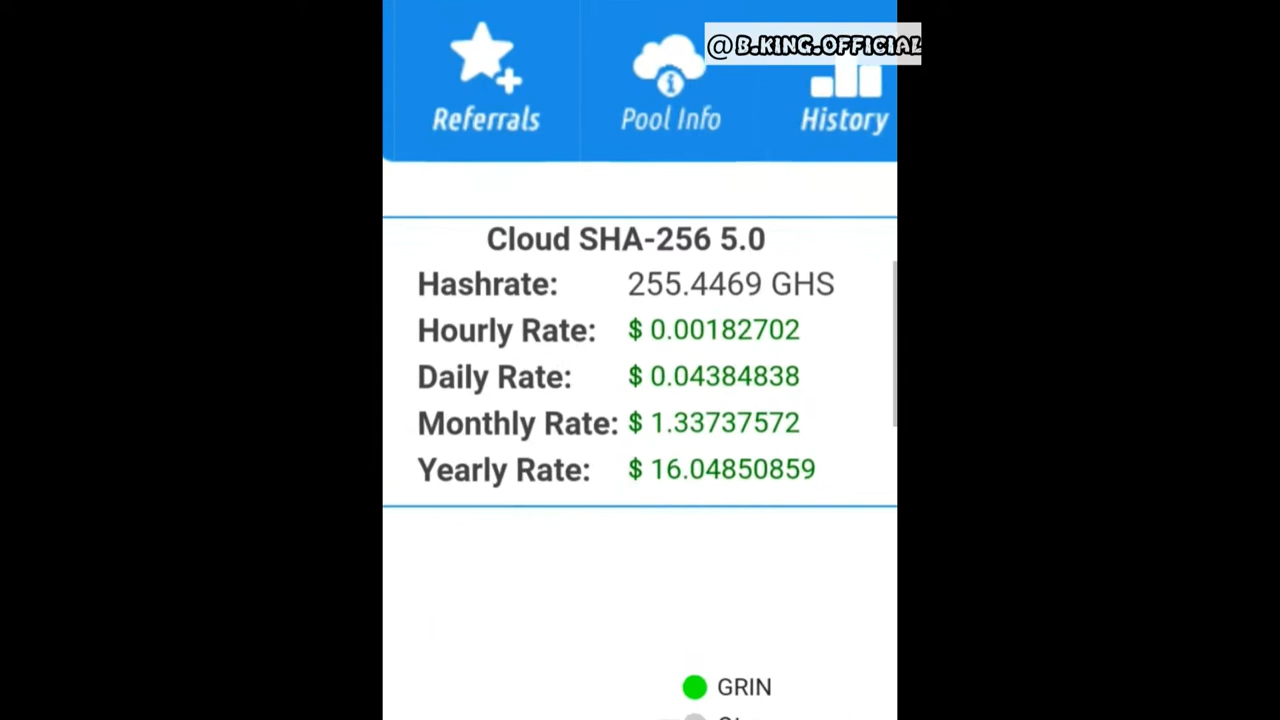 @B.KING.OFFICIAL
Referrals
Pool Info
History
Cloud SHA-256 5.0
Hashrate: 255.4469 GHS
Hourly Rate: $ 0.00182702
Daily Rate: $ 0.04384838
Monthly Rate: $ 1.33737572
Yearly Rate: $ 16.04850859
GRIN